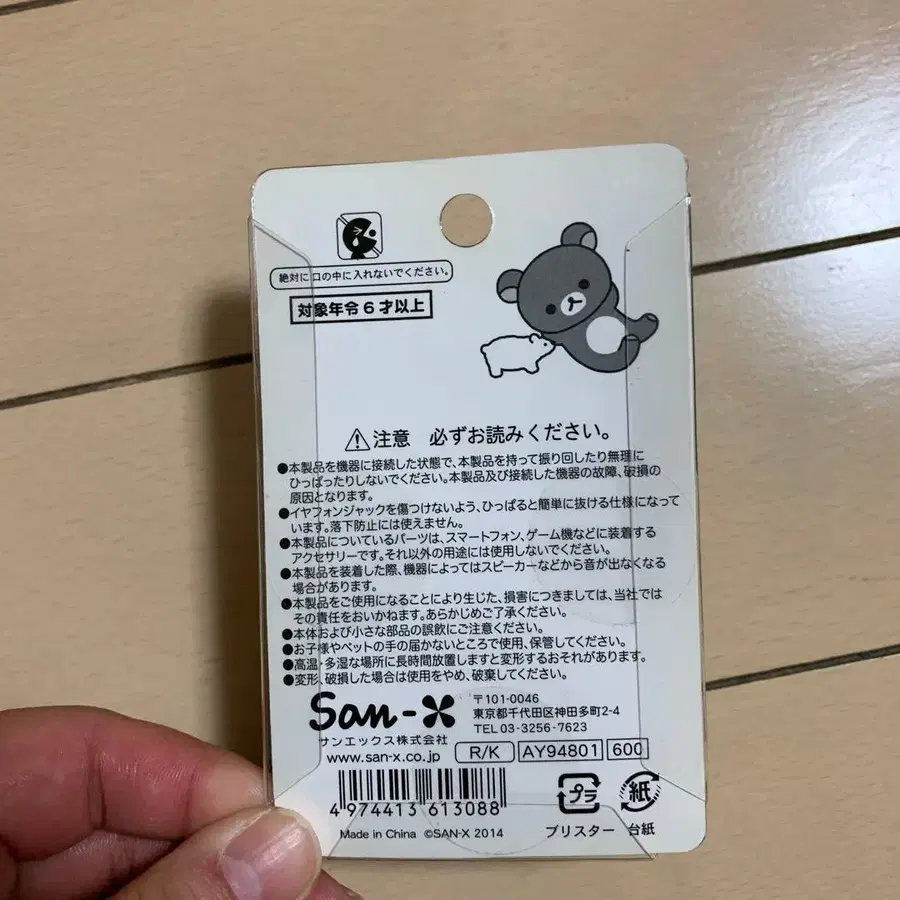 絶対に口の中に入れないでください。
対象年令6才以上
注意 必ずお読みください。
●本製品を機器に接続した状態で、本製品を持って振り回したり無理に
ひっぱったりしないでください。本製品及び接続した機器の故障、破損の
原因となります。
●イヤフォンジャックを傷つけないよう、ひっぱると簡単に抜ける仕様になって
います。落下防止には使えません。
●本製品についているパーツは、スマートフォン、ゲーム機などに装着する
アクセサリーです。それ以外の用途には使用しないでください。
●本製品を装着した際、機器によってはスピーカーなどから音が出なくなる
場合があります。
●本製品をご使用になることにより生じた、損害につきましては、当社では
その責任をおいかねます。あらかじめご了承ください。
●本体および小さな部品の誤飲にご注意ください。
●お子様やペットの手の届かないところで使用、保管してください。
●高温・多湿な場所に長時間放置しますと変形するおそれがあります。
●変形、破損した場合は使用をやめ、破棄してください。
San-X
サンエックス株式会社
www.san-x.co.jp
〒101-0046
東京都千代田区神田多町2-4
TEL 03-3256-7623
R/K AY94801 600
4974413613088
Made in China ©SAN-X 2014
プラ
ブリスター
紙
台紙